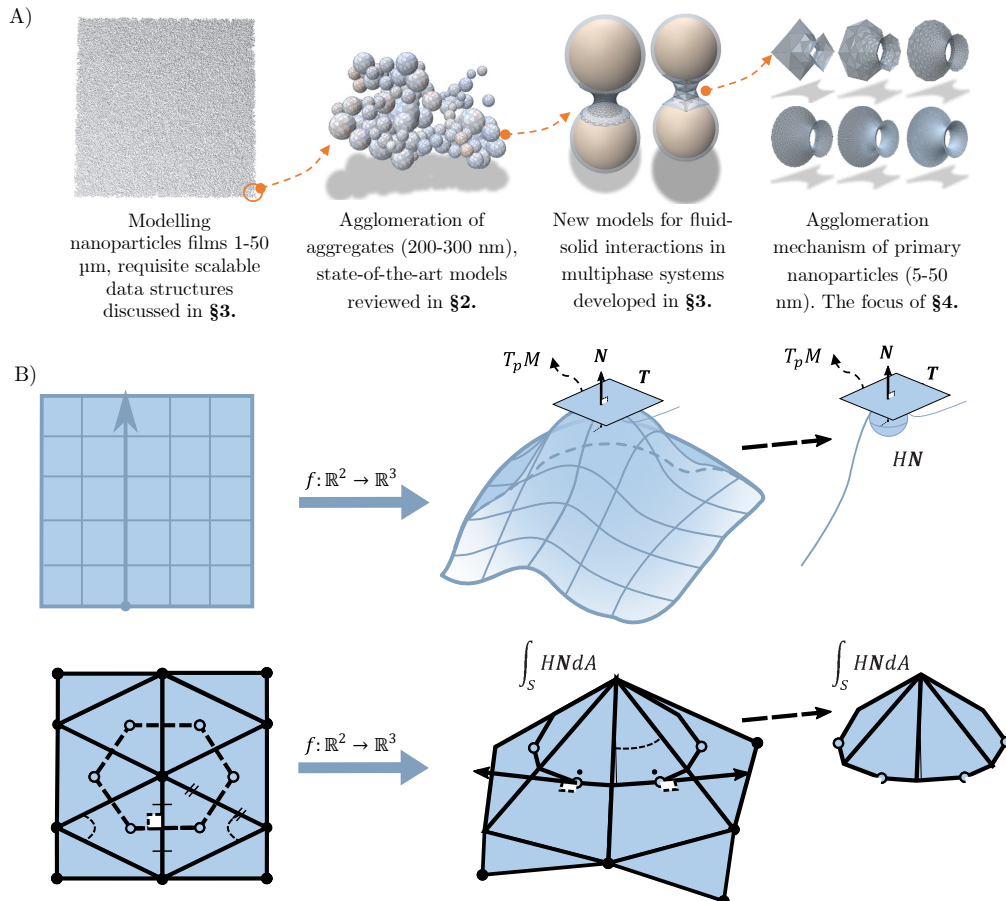 A)
Modelling
nanoparticles films 1-50
µm, requisite scalable
data structures
discussed in §3.
Agglomeration of
aggregates (200-300 nm),
state-of-the-art models
reviewed in §2.
New models for fluid-
solid interactions in
multiphase systems
developed in §3.
Agglomeration
mechanism of primary
nanoparticles (5-50
nm). The focus of §4.
B)
f: ℝ² → ℝ³
TₚM
N
T
TₚM
N
T
HN
f: ℝ² → ℝ³
∫_S HNdA
∫_S HNdA